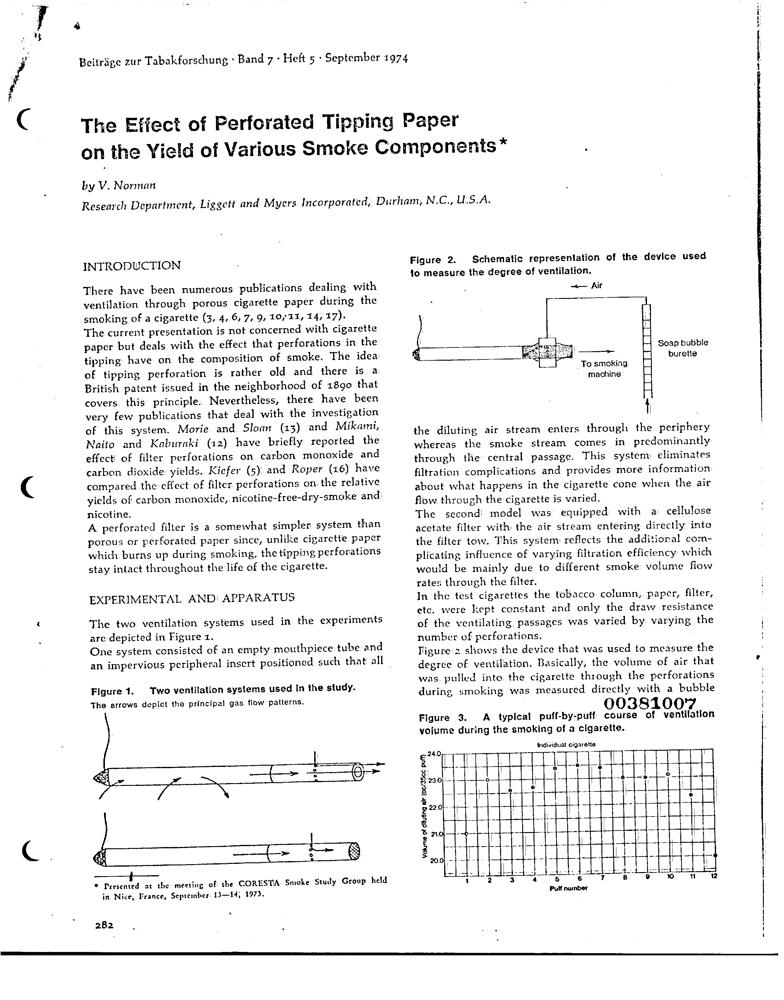 Beiträge zur Tabakforschung · Band 7 · Heft 5 · September 1974
The Effect of Perforated Tipping Paper
on the Yield of Various Smoke Components*
by V. Norman
Research Department, Liggett and Myers Incorporated, Durham, N.C., U.S.A.
INTRODUCTION
There have been numerous publications dealing with
ventilation through porous cigarette paper during the
smoking of a cigarette (3, 4, 6, 7, 9, 10, 11, 14, 17).
The current presentation is not concerned with cigarette
paper but deals with the effect that perforations in the
tipping have on the composition of smoke. The idea
of tipping perforation is rather old and there is a
British patent issued in the neighborhood of 1890 that
covers this principle. Nevertheless, there have been
very few publications that deal with the investigation
of this system. Morie and Sloan (13) and Mikami,
Naito and Kaburaki (12) have briefly reported the
effect of filter perforations on carbon monoxide and
carbon dioxide yields. Kiefer (5) and Roper (16) have
compared the effect of filter perforations on the relative
yields of carbon monoxide, nicotine-free-dry-smoke and
nicotine.
A perforated filter is a somewhat simpler system than
porous or perforated paper since, unlike cigarette paper
which burns up during smoking, the tipping perforations
stay intact throughout the life of the cigarette.
EXPERIMENTAL AND APPARATUS
The two ventilation systems used in the experiments
are depicted in Figure 1.
One system consisted of an empty mouthpiece tube and
an impervious peripheral insert positioned such that all
Figure 1. Two ventilation systems used in the study.
The arrows depict the principal gas flow patterns.
* Presented at the meeting of the CORESTA Smoke Study Group held
in Nice, France, September 13—14, 1973.
282
Figure 2. Schematic representation of the device used
to measure the degree of ventilation.
Air
Soap bubble
burette
To smoking
machine
the diluting air stream enters through the periphery
whereas the smoke stream comes in predominantly
through the central passage. This system eliminates
filtration complications and provides more information
about what happens in the cigarette cone when the air
flow through the cigarette is varied.
The second model was equipped with a cellulose
acetate filter with the air stream entering directly into
the filter tow. This system reflects the additional com-
plicating influence of varying filtration efficiency which
would be mainly due to different smoke volume flow
rates through the filter.
In the test cigarettes the tobacco column, paper, filter,
etc. were kept constant and only the draw resistance
of the ventilating passages was varied by varying the
number of perforations.
Figure 2 shows the device that was used to measure the
degree of ventilation. Basically, the volume of air that
was pulled into the cigarette through the perforations
during smoking was measured directly with a bubble
00381007
Figure 3. A typical puff-by-puff course of ventilation
volume during the smoking of a cigarette.
Individual cigarette
Volume of diluting air (cc/35cc puff)
24.0
23.0
22.0
21.0
20.0
1 2 3 4 5 6 7 8 9 10 11 12
Puff number